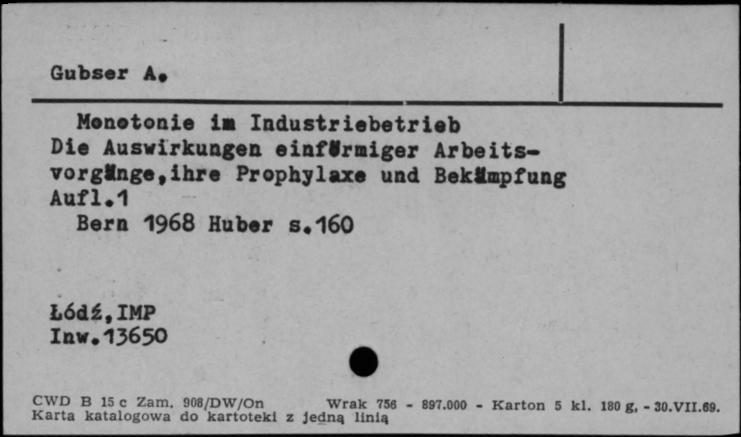 Gubser A.
Monotonie im Industriebetrieb
Die Auswirkungen einförmiger Arbeits-
vorgänge,ihre Prophylaxe und Bekämpfung
Aufl.1
Bern 1968 Huber s.160
Łódź,IMP
Inw.13650
CWD B 15 c Zam. 908/DW/On Wrak 756 - 897.000 - Karton 5 kl. 180 g. - 30.VII.69.
Karta katalogowa do kartoteki z jedną linią